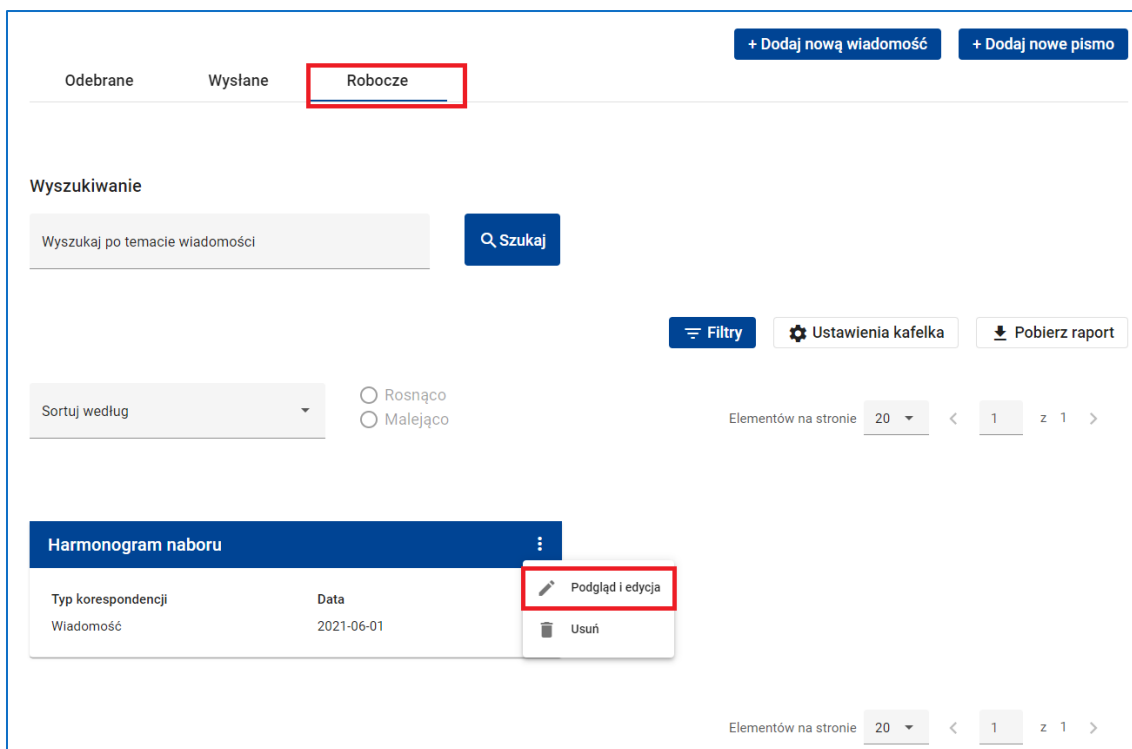 + Dodaj nową wiadomość + Dodaj nowe pismo
Odebrane Wysłane Robocze
Wyszukiwanie
Wyszukaj po temacie wiadomości Szukaj
Filtry Ustawienia kafelka Pobierz raport
Sortuj według
Rosnąco
Malejąco
Elementów na stronie 20 < 1 z 1 >
Harmonogram naboru
Typ korespondencji Data Podgląd i edycja
Wiadomość 2021-06-01 Usuń
Elementów na stronie 20 < 1 z 1 >